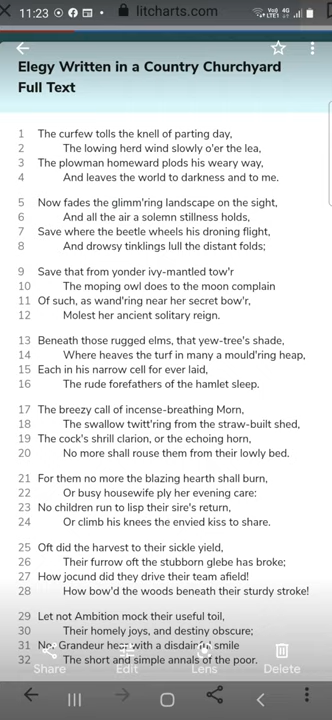 11:23
litcharts.com
Elegy Written in a Country Churchyard
Full Text
1 The curfew tolls the knell of parting day,
2 The lowing herd wind slowly o'er the lea,
3 The plowman homeward plods his weary way,
4 And leaves the world to darkness and to me.
5 Now fades the glimm'ring landscape on the sight,
6 And all the air a solemn stillness holds,
7 Save where the beetle wheels his droning flight,
8 And drowsy tinklings lull the distant folds;
9 Save that from yonder ivy-mantled tow'r
10 The moping owl does to the moon complain
11 Of such, as wand'ring near her secret bow'r,
12 Molest her ancient solitary reign.
13 Beneath those rugged elms, that yew-tree's shade,
14 Where heaves the turf in many a mould'ring heap,
15 Each in his narrow cell for ever laid,
16 The rude forefathers of the hamlet sleep.
17 The breezy call of incense-breathing Morn,
18 The swallow twitt'ring from the straw-built shed,
19 The cock's shrill clarion, or the echoing horn,
20 No more shall rouse them from their lowly bed.
21 For them no more the blazing hearth shall burn,
22 Or busy housewife ply her evening care:
23 No children run to lisp their sire's return,
24 Or climb his knees the envied kiss to share.
25 Oft did the harvest to their sickle yield,
26 Their furrow oft the stubborn glebe has broke;
27 How jocund did they drive their team afield!
28 How bow'd the woods beneath their sturdy stroke!
29 Let not Ambition mock their useful toil,
30 Their homely joys, and destiny obscure;
31 Nor Grandeur hear with a disdainful smile
32 The short and simple annals of the poor.
Share Edit Lens Delete